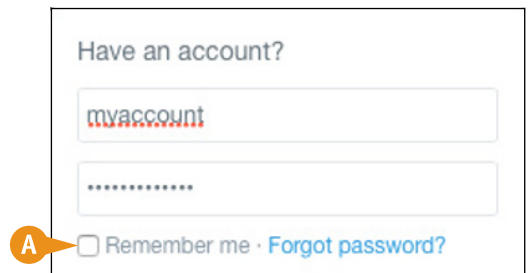 Have an account?
myaccount
•••••••••••••
A Remember me · Forgot password?